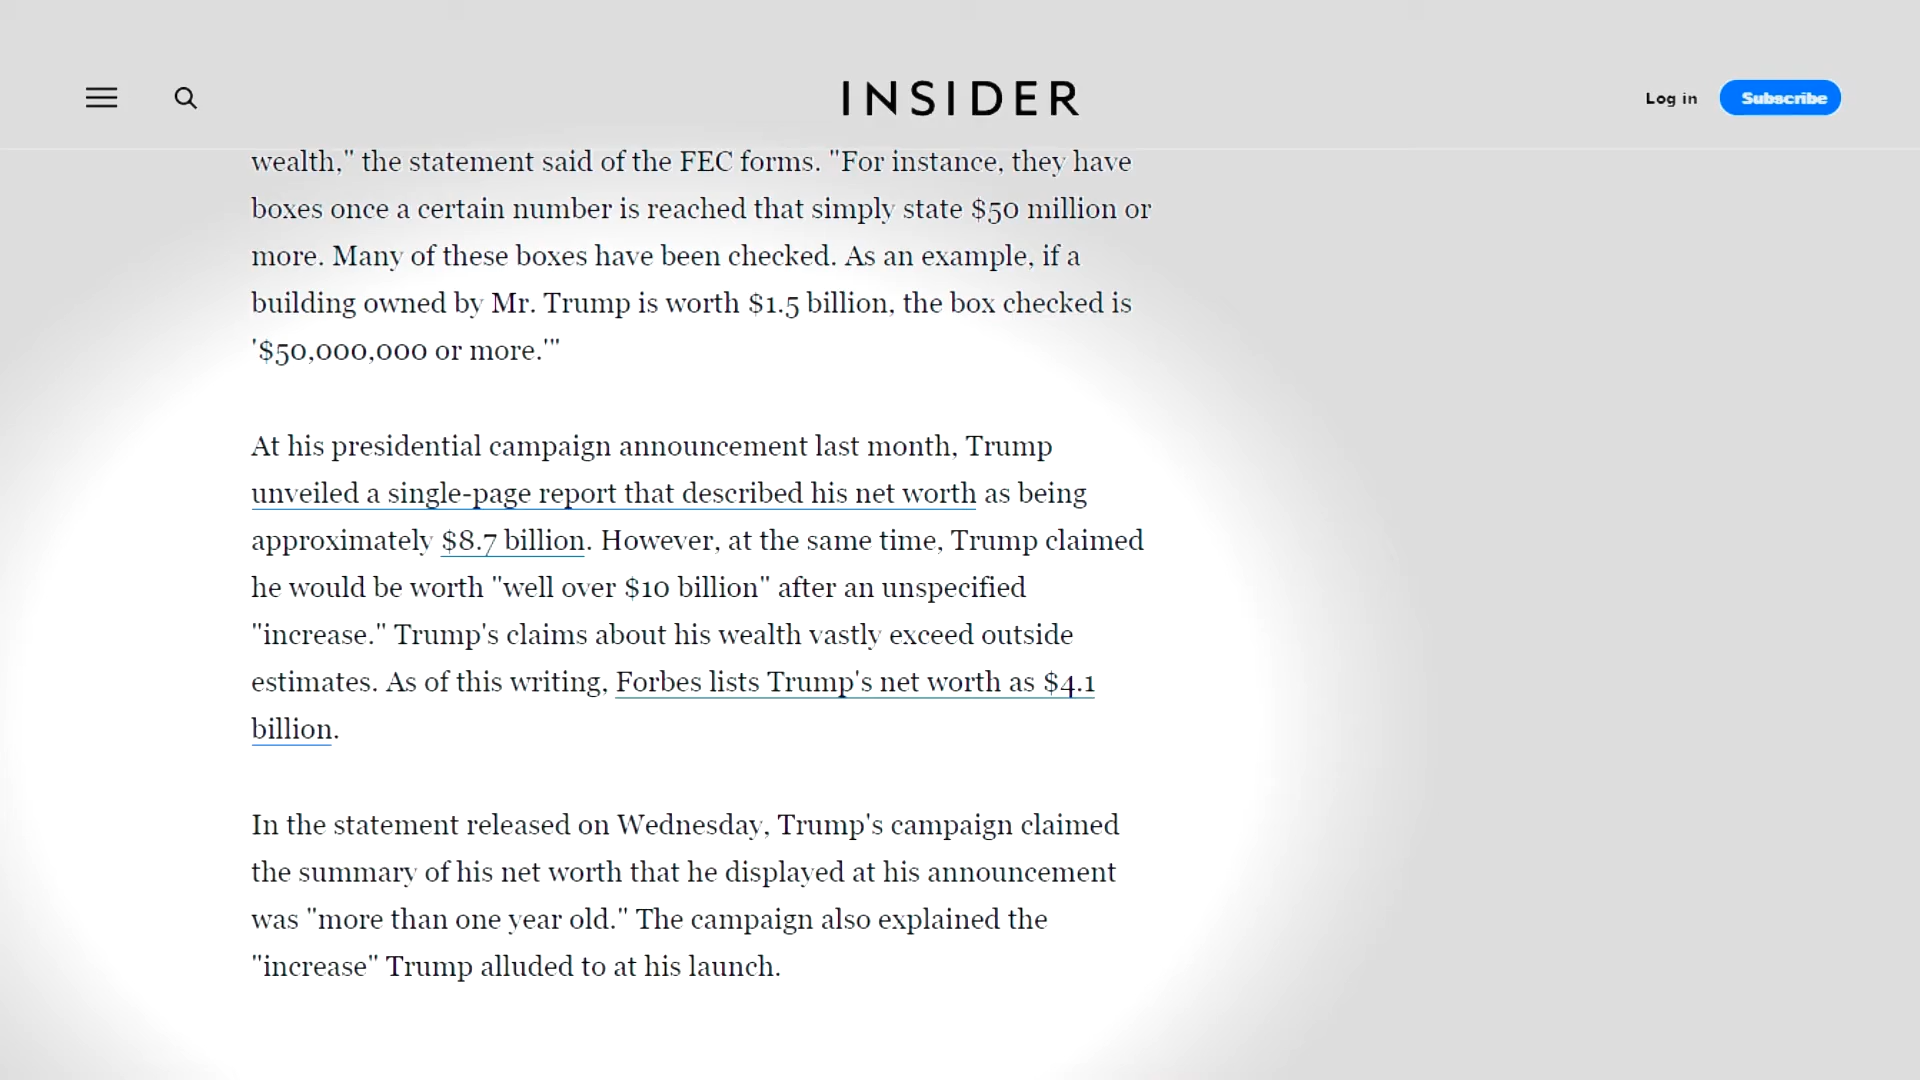 INSIDER
Log in
Subscribe
wealth," the statement said of the FEC forms. "For instance, they have
boxes once a certain number is reached that simply state $50 million or
more. Many of these boxes have been checked. As an example, if a
building owned by Mr. Trump is worth $1.5 billion, the box checked is
'$50,000,000 or more.'"
At his presidential campaign announcement last month, Trump
unveiled a single-page report that described his net worth as being
approximately $8.7 billion. However, at the same time, Trump claimed
he would be worth "well over $10 billion" after an unspecified
"increase." Trump's claims about his wealth vastly exceed outside
estimates. As of this writing, Forbes lists Trump's net worth as $4.1
billion.
In the statement released on Wednesday, Trump's campaign claimed
the summary of his net worth that he displayed at his announcement
was "more than one year old." The campaign also explained the
"increase" Trump alluded to at his launch.